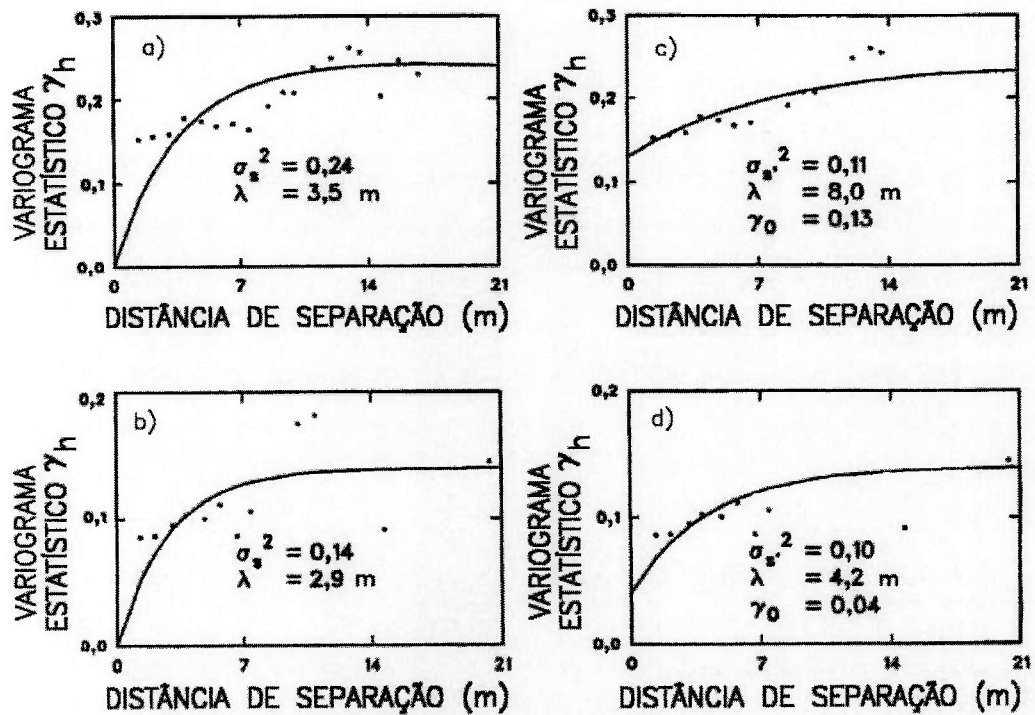 a)
0,3
0,2
0,1
0,0
VARIOGRAMA
ESTATÍSTICO γh
σs² = 0,24
λ = 3,5 m
0 7 14 21
DISTÂNCIA DE SEPARAÇÃO (m)
c)
0,3
0,2
0,1
0,0
VARIOGRAMA
ESTATÍSTICO γh
σs'² = 0,11
λ = 8,0 m
γ0 = 0,13
0 7 14 21
DISTÂNCIA DE SEPARAÇÃO (m)
b)
0,2
0,1
0,0
VARIOGRAMA
ESTATÍSTICO γh
σs² = 0,14
λ = 2,9 m
0 7 14 21
DISTÂNCIA DE SEPARAÇÃO (m)
d)
0,2
0,1
0,0
VARIOGRAMA
ESTATÍSTICO γh
σs'² = 0,10
λ = 4,2 m
γ0 = 0,04
0 7 14 21
DISTÂNCIA DE SEPARAÇÃO (m)